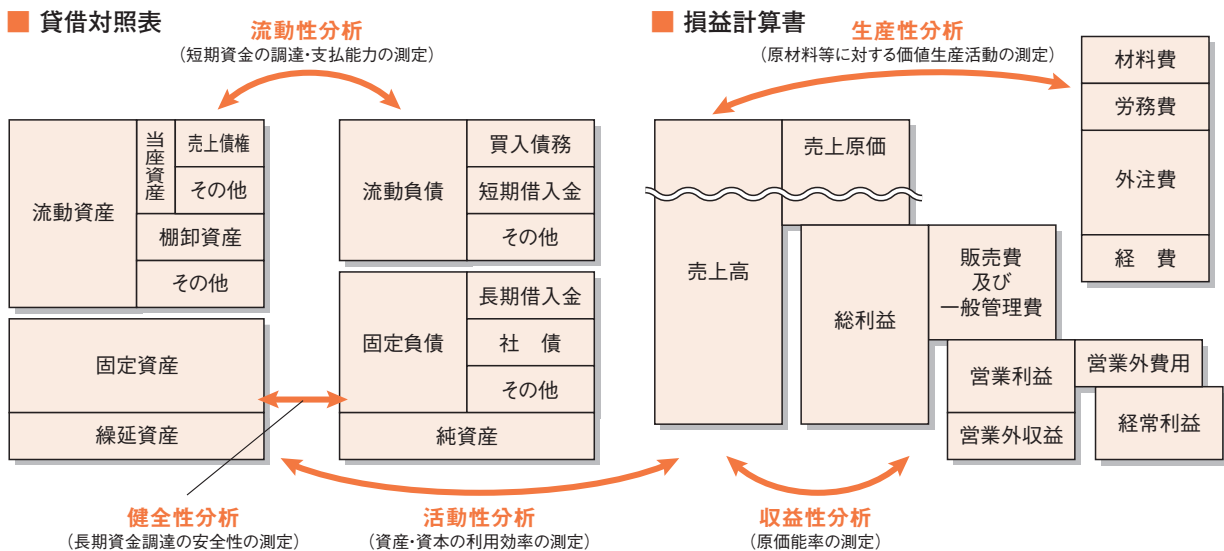 ■ 貸借対照表
流動性分析
（短期資金の調達・支払能力の測定）
流動資産
当座資産
売上債権
その他
棚卸資産
その他
固定資産
繰延資産
流動負債
買入債務
短期借入金
その他
固定負債
長期借入金
社　債
その他
純資産
健全性分析
（長期資金調達の安全性の測定）
活動性分析
（資産・資本の利用効率の測定）
■ 損益計算書
生産性分析
（原材料等に対する価値生産活動の測定）
売上高
売上原価
総利益
販売費
及び
一般管理費
営業利益
営業外収益
営業外費用
経常利益
材料費
労務費
外注費
経　費
収益性分析
（原価能率の測定）